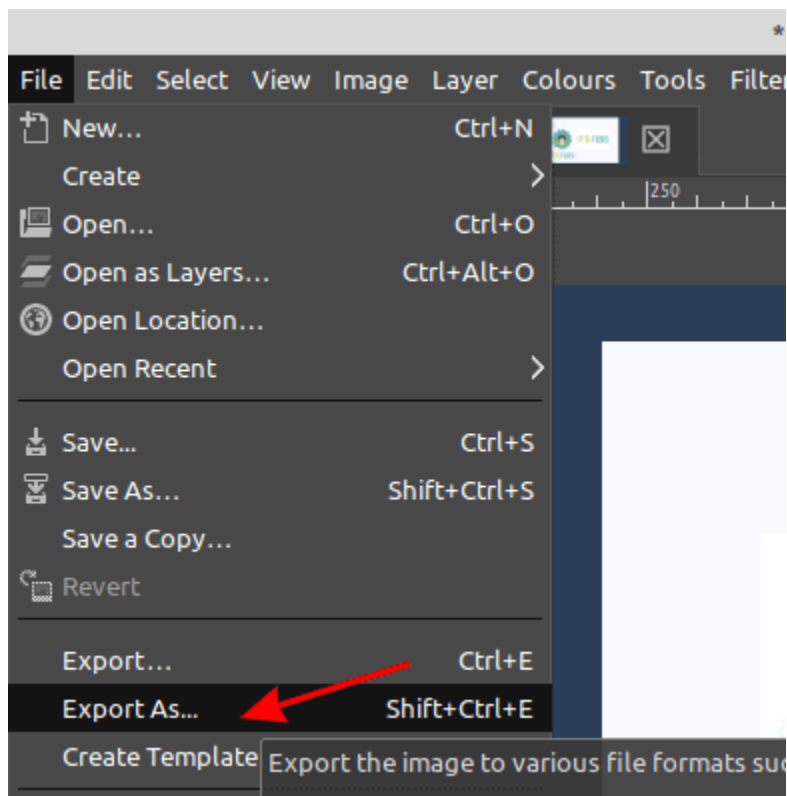 *
File Edit Select View Image Layer Colours Tools Filter
New... Ctrl+N
Create
250
Open... Ctrl+O
Open as Layers... Ctrl+Alt+O
Open Location...
Open Recent
Save... Ctrl+S
Save As... Shift+Ctrl+S
Save a Copy...
Revert
Export... Ctrl+E
Export As... Shift+Ctrl+E
Create Template
Export the image to various file formats suc